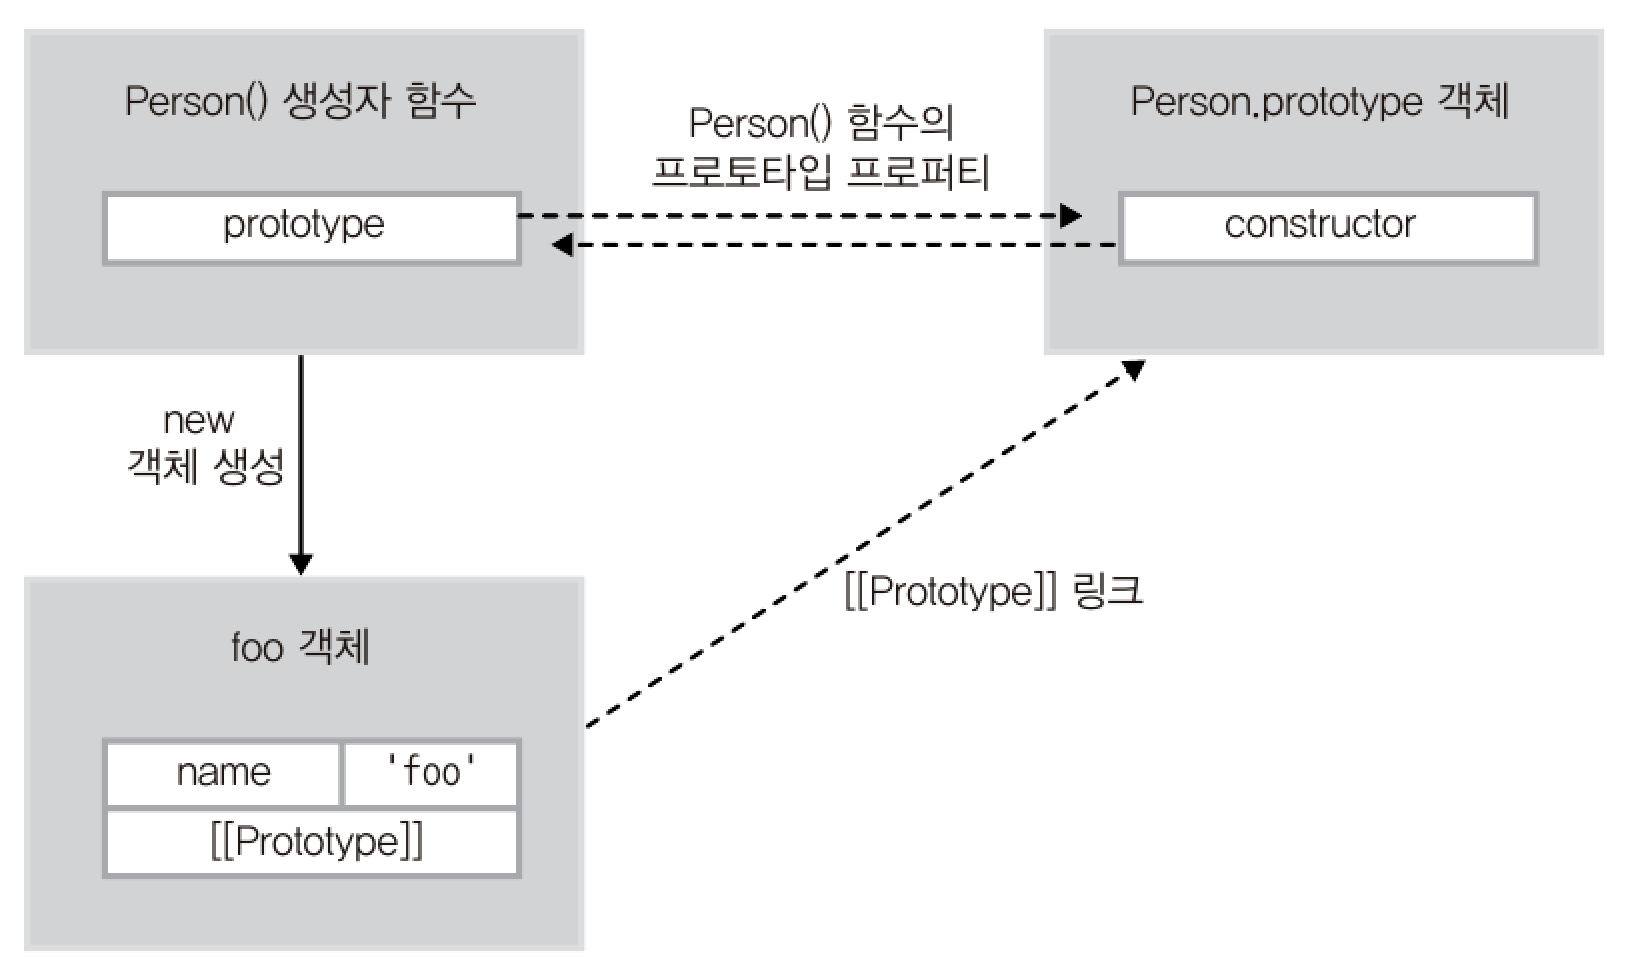 Person() 생성자 함수
prototype
Person() 함수의
프로토타입 프로퍼티
Person.prototype 객체
constructor
new
객체 생성
[[Prototype]] 링크
foo 객체
name 'foo'
[[Prototype]]